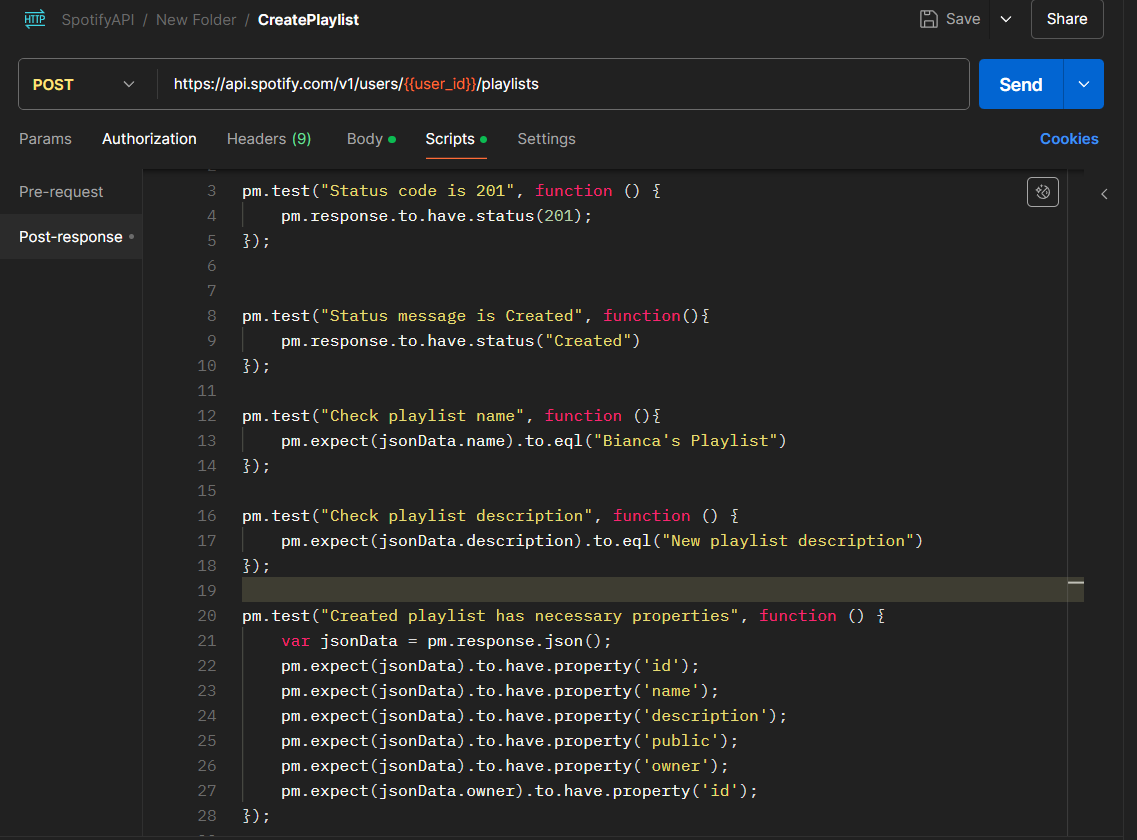 HTTP SpotifyAPI / New Folder / CreatePlaylist Save Share
POST https://api.spotify.com/v1/users/{{user_id}}/playlists Send
Params Authorization Headers (9) Body Scripts Settings Cookies
Pre-request
Post-response
3 pm.test("Status code is 201", function () {
4     pm.response.to.have.status(201);
5 });
6
7
8 pm.test("Status message is Created", function(){
9     pm.response.to.have.status("Created")
10 });
11
12 pm.test("Check playlist name", function (){
13     pm.expect(jsonData.name).to.eql("Bianca's Playlist")
14 });
15
16 pm.test("Check playlist description", function () {
17     pm.expect(jsonData.description).to.eql("New playlist description")
18 });
19
20 pm.test("Created playlist has necessary properties", function () {
21     var jsonData = pm.response.json();
22     pm.expect(jsonData).to.have.property('id');
23     pm.expect(jsonData).to.have.property('name');
24     pm.expect(jsonData).to.have.property('description');
25     pm.expect(jsonData).to.have.property('public');
26     pm.expect(jsonData).to.have.property('owner');
27     pm.expect(jsonData.owner).to.have.property('id');
28 });